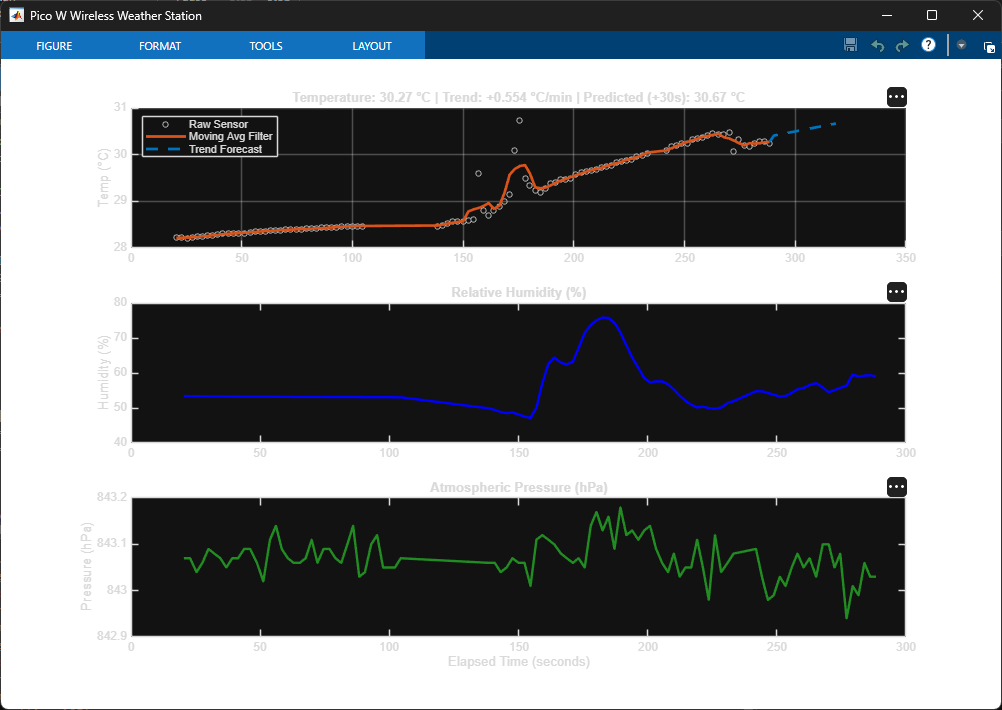 Pico W Wireless Weather Station
FIGURE FORMAT TOOLS LAYOUT
Temperature: 30.27 °C | Trend: +0.554 °C/min | Predicted (+30s): 30.67 °C
Temp (°C)
31
30
29
28
Raw Sensor
Moving Avg Filter
Trend Forecast
0 50 100 150 200 250 300 350
Relative Humidity (%)
Humidity (%)
80
70
60
50
40
0 50 100 150 200 250 300
Atmospheric Pressure (hPa)
Pressure (hPa)
843.2
843.1
843
842.9
0 50 100 150 200 250 300
Elapsed Time (seconds)